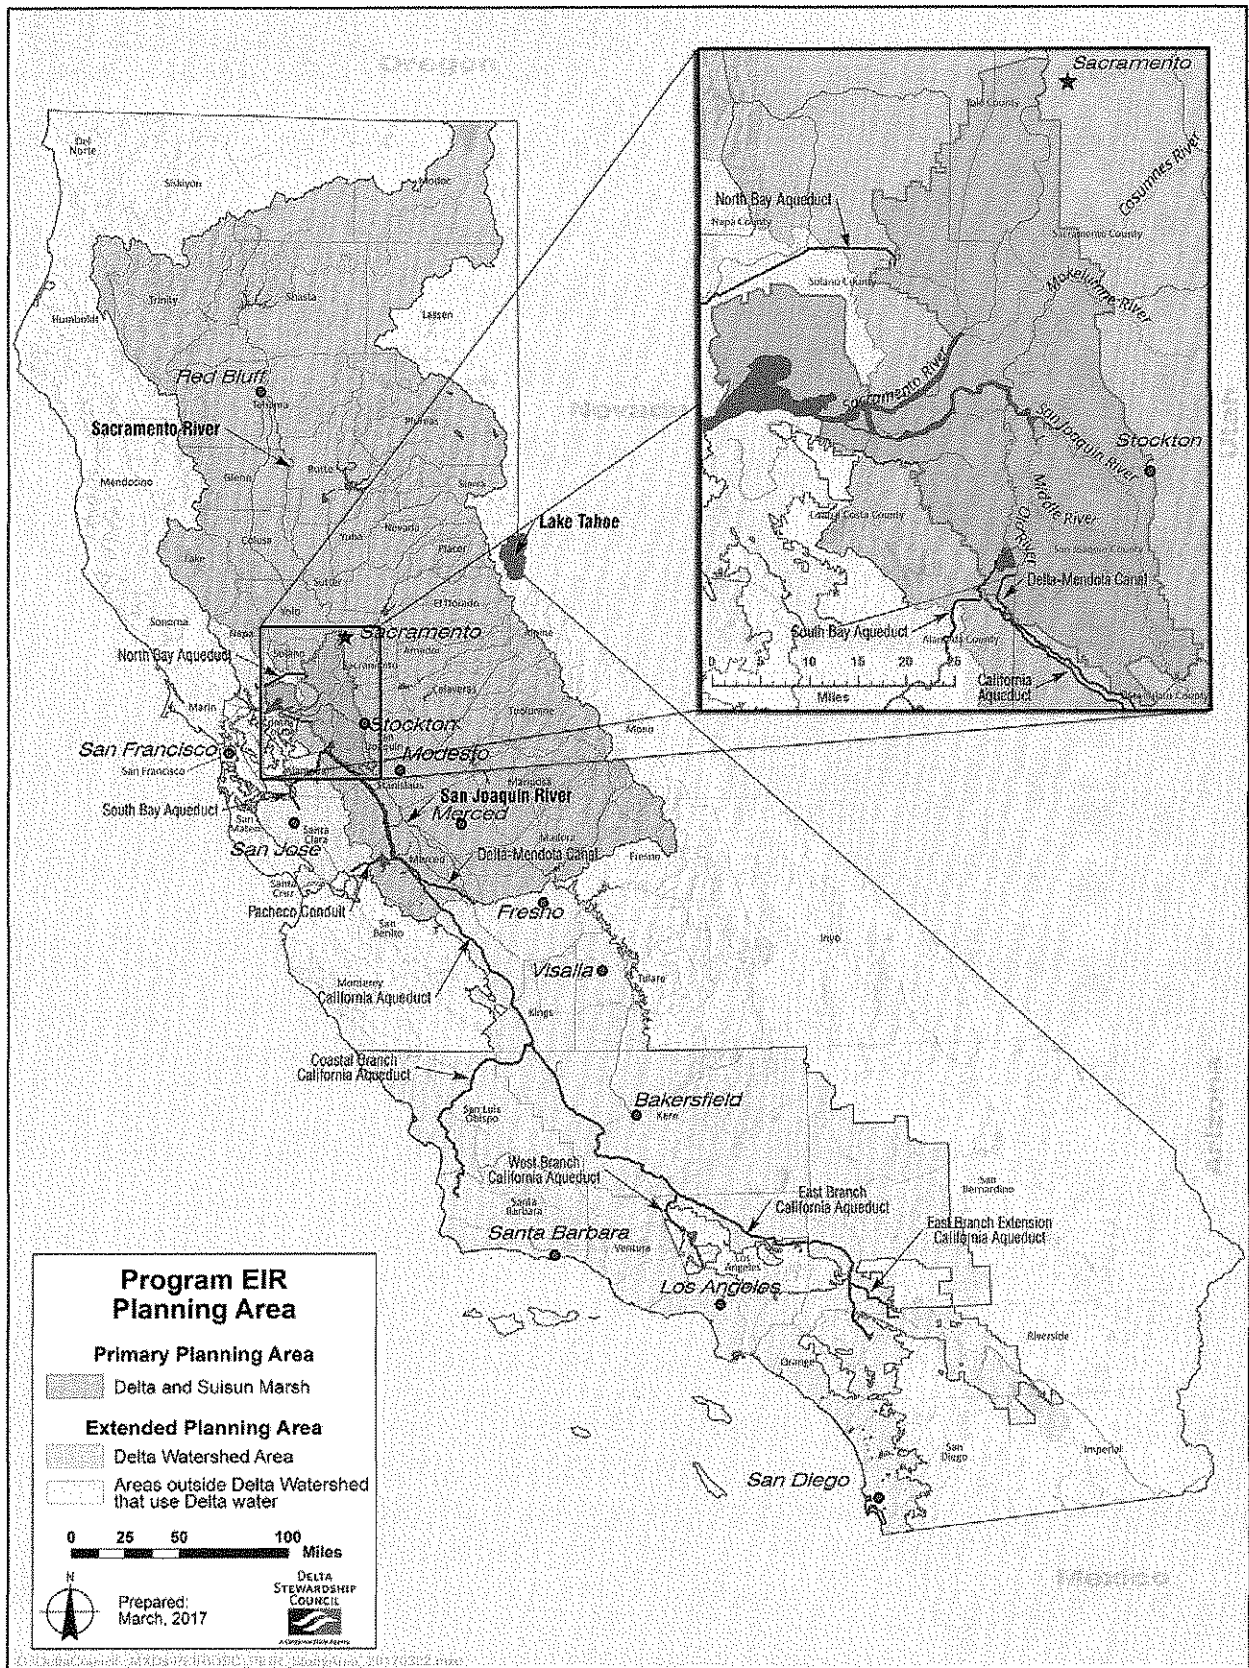 Oregon
Del
Norte
Siskiyou
Modoc
Trinity
Shasta
Humboldt
Lassen
Red Bluff
Tehama
Sacramento River
Plumas
Butte
Glenn
Mendocino
Sierra
Lake Tahoe
Nevada
Colusa
Yuba
Placer
Lake
Sutter
El Dorado
Yolo
Sonoma
Napa
Sacramento
Alpine
North Bay Aqueduct
Solano
Sacramento
Amador
Calaveras
Marin
Stockton
Tuolumne
San Joaquin
Mono
San Francisco
San Francisco
Modesto
Alameda
Stanislaus
Mariposa
South Bay Aqueduct
San Joaquin River
San
Mateo
Merced
Santa
Clara
San Jose
Madera
Merced
Delta-Mendota Canal
Fresno
Santa
Cruz
Pacheco Conduit
Fresno
San
Benito
Inyo
Visalia
Tulare
Monterey
California Aqueduct
Kings
Coastal Branch
California Aqueduct
San Luis
Obispo
Bakersfield
Kern
West Branch
California Aqueduct
San
Bernardino
East Branch
California Aqueduct
Santa
Barbara
East Branch Extension
California Aqueduct
Santa Barbara
Ventura
Los
Angeles
Los Angeles
Riverside
Orange
San
Diego
Imperial
San Diego
Mexico
Sacramento
Yolo County
Cosumnes River
North Bay Aqueduct
Napa County
Sacramento County
Solano County
Mokelumne River
Sacramento River
San Joaquin River
Stockton
Contra Costa County
Middle River
Old River
San Joaquin County
Delta-Mendota Canal
South Bay Aqueduct
Alameda County
0 5 10 15 20 25
Miles
California
Aqueduct
Stanislaus County
Utah
Program EIR
Planning Area
Primary Planning Area
Delta and Suisun Marsh
Extended Planning Area
Delta Watershed Area
Areas outside Delta Watershed
that use Delta water
0 25 50 100
Miles
N
Prepared:
March, 2017
DELTA
STEWARDSHIP
COUNCIL
A California State Agency